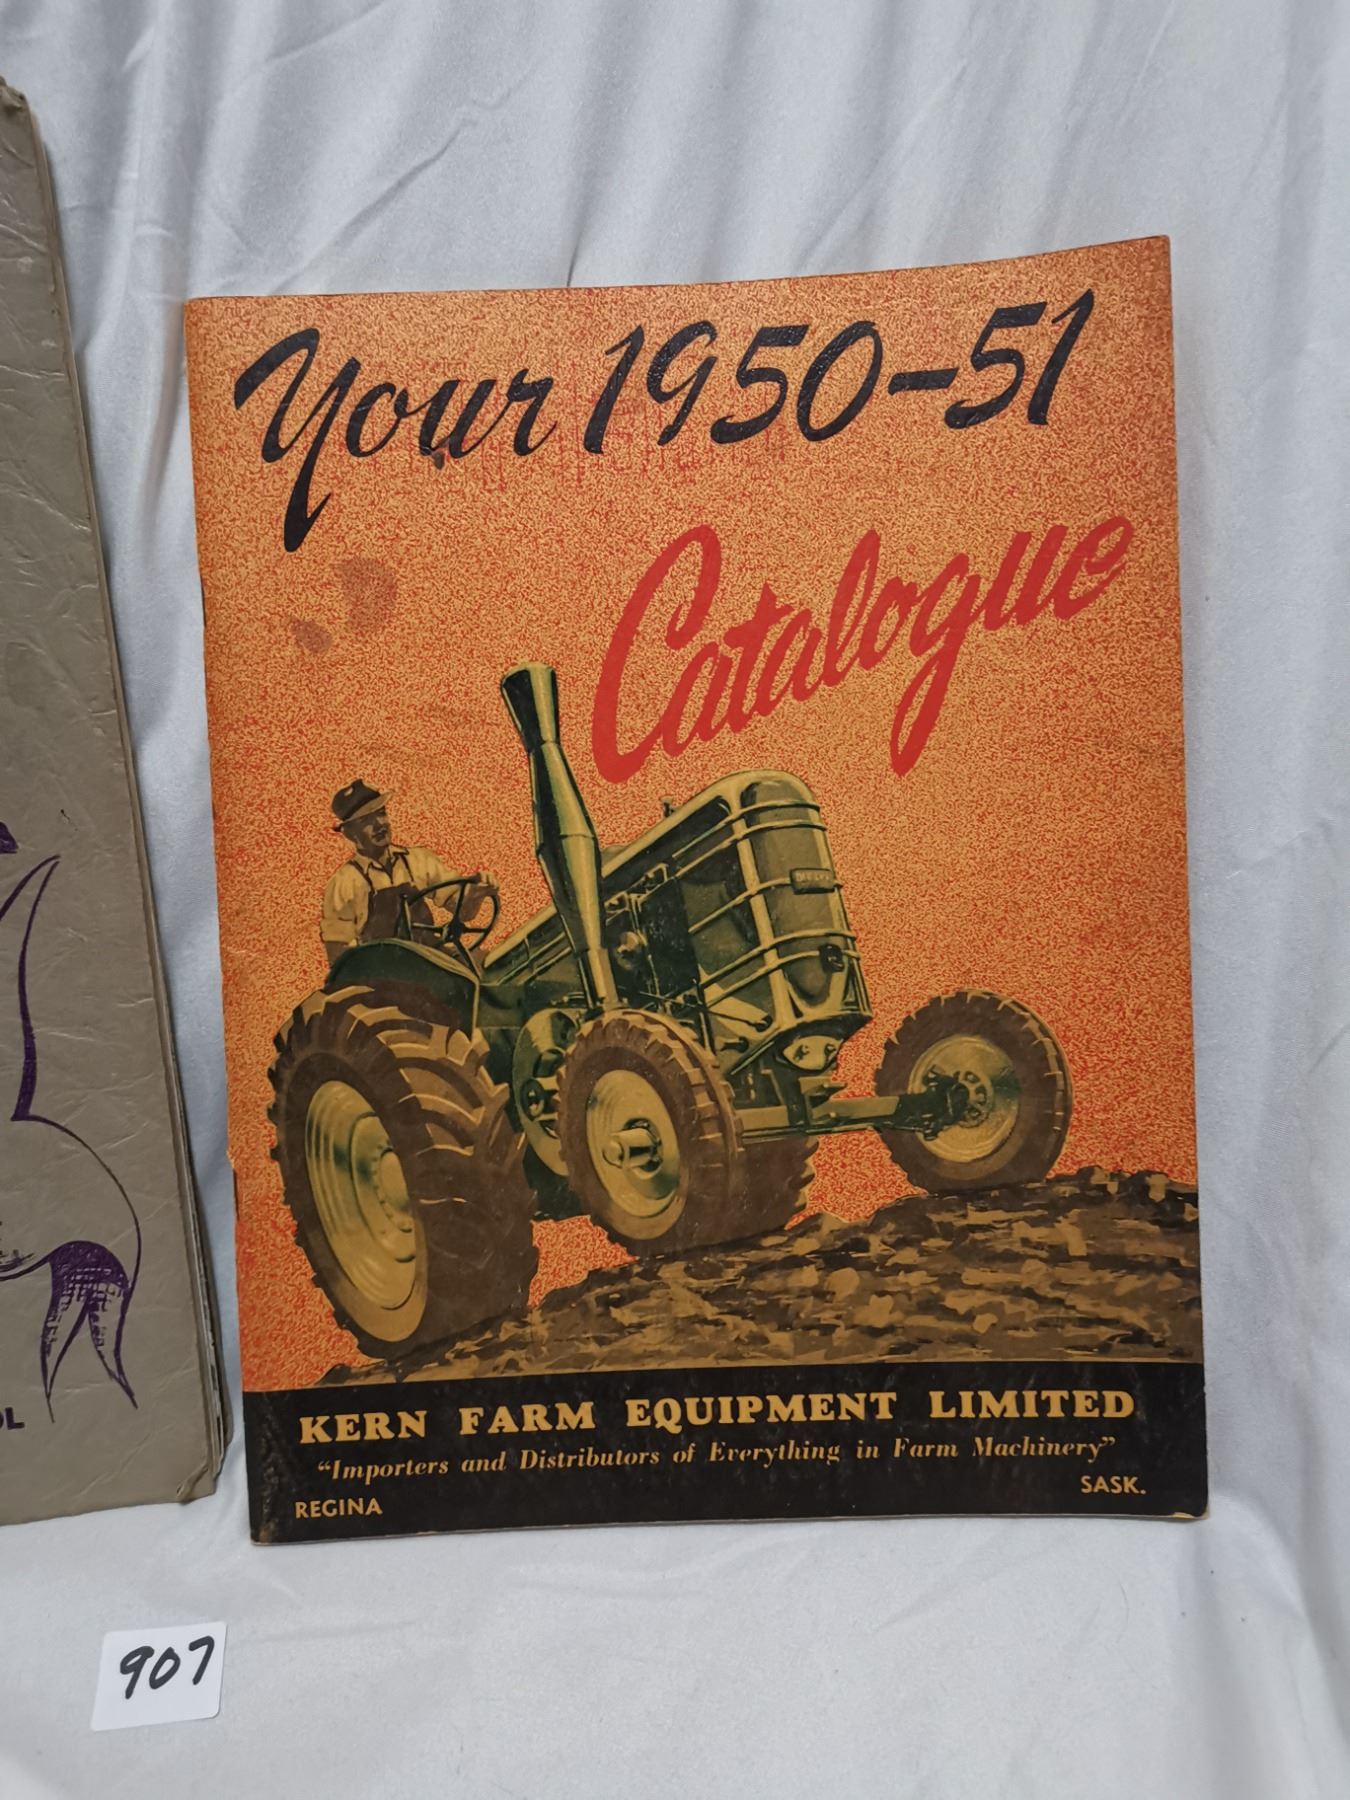 Your 1950-51
Catalogue
KERN FARM EQUIPMENT LIMITED
"Importers and Distributors of Everything in Farm Machinery"
REGINA SASK.
907